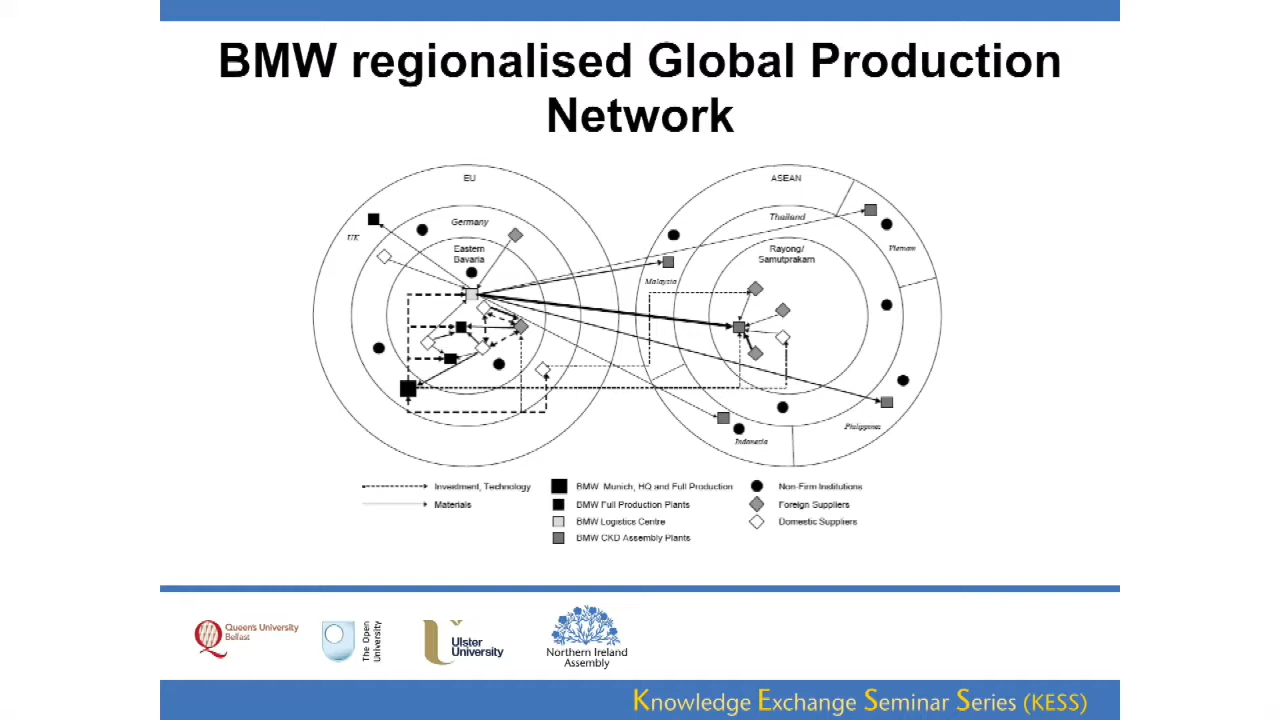 BMW regionalised Global Production
Network
EU
ASEAN
Germany
Thailand
UK
Eastern
Bavaria
Rayong/
Samutprakarn
Vietnam
Malaysia
Indonesia
Philippines
Investment, Technology
Materials
BMW Munich, HQ and Full Production
BMW Full Production Plants
BMW Logistics Centre
BMW CKD Assembly Plants
Non-Firm Institutions
Foreign Suppliers
Domestic Suppliers
Queen's University
Belfast
The Open
University
Ulster
University
Northern Ireland
Assembly
Knowledge Exchange Seminar Series (KESS)